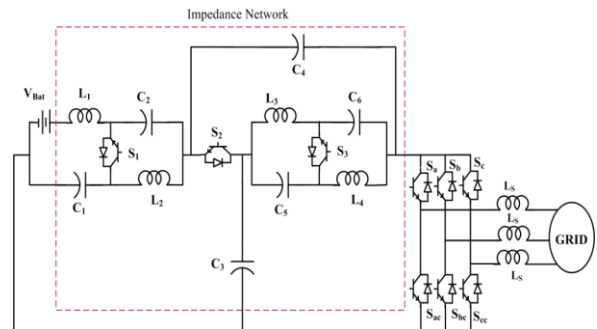 Impedance Network
C4
VBat
L1
C2
L3
C6
S1
S2
S3
C1
L2
C5
L4
C3
Sa
Sb
Sc
LS
LS
LS
GRID
Sac
Sbc
Scc